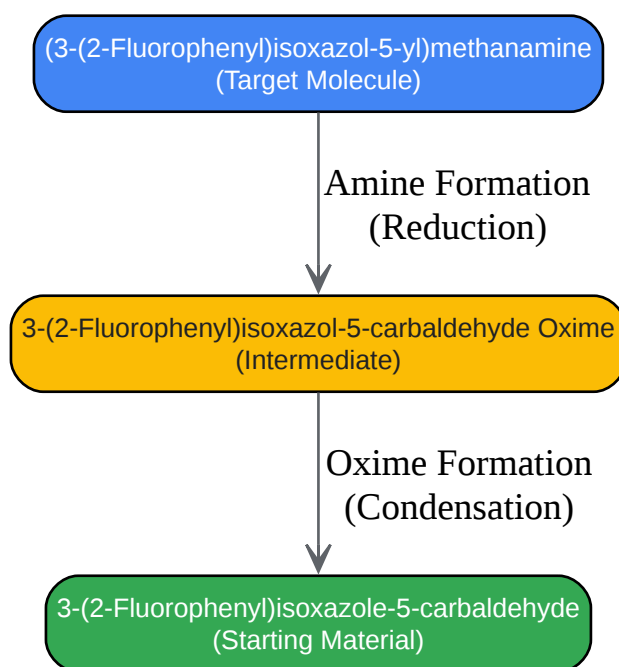 (3-(2-Fluorophenyl)isoxazol-5-yl)methanamine
(Target Molecule)
Amine Formation
(Reduction)
3-(2-Fluorophenyl)isoxazol-5-carbaldehyde Oxime
(Intermediate)
Oxime Formation
(Condensation)
3-(2-Fluorophenyl)isoxazole-5-carbaldehyde
(Starting Material)